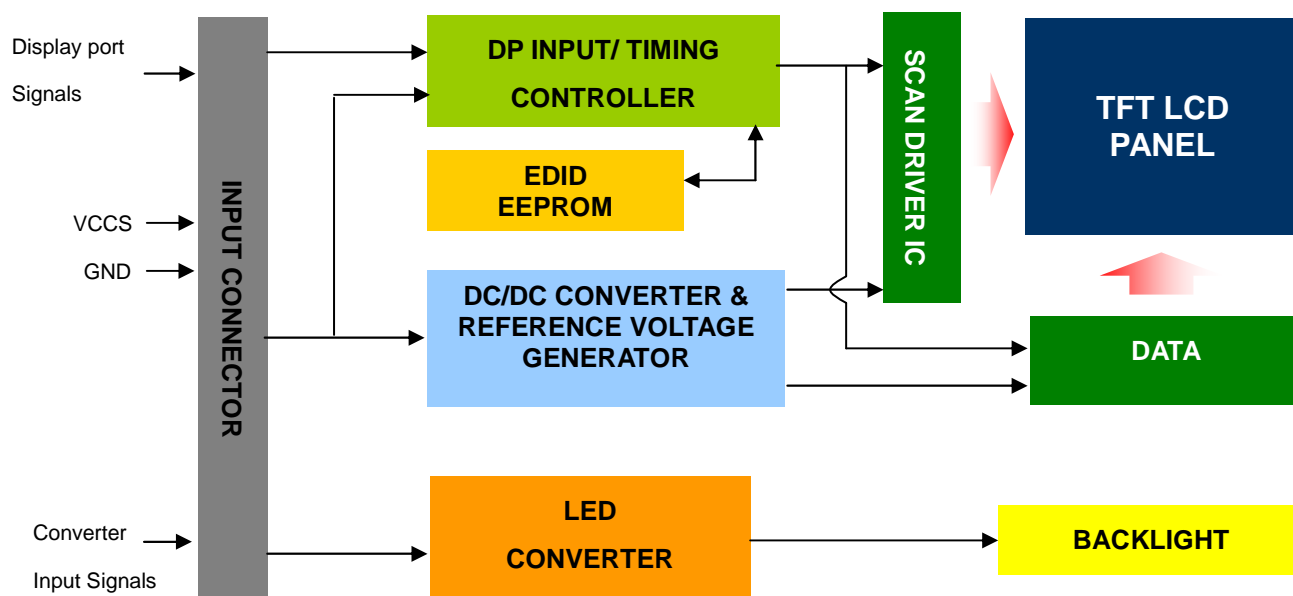 Display port
Signals
VCCS
GND
Converter
Input Signals
INPUT CONNECTOR
DP INPUT/ TIMING
CONTROLLER
EDID
EEPROM
DC/DC CONVERTER &
REFERENCE VOLTAGE
GENERATOR
LED
CONVERTER
SCAN DRIVER IC
TFT LCD
PANEL
DATA
BACKLIGHT